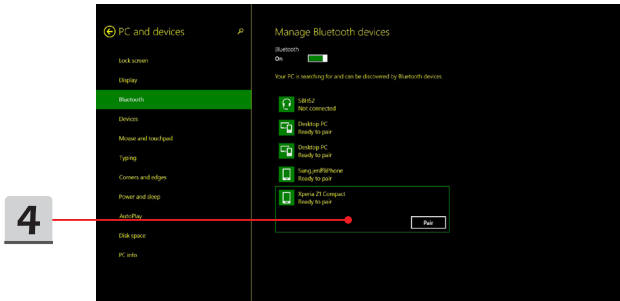 PC and devices
Lock screen
Display
Bluetooth
Devices
Mouse and touchpad
Typing
Corners and edges
Power and sleep
AutoPlay
Disk space
PC info
Manage Bluetooth devices
Bluetooth
On
Your PC is searching for and can be discovered by Bluetooth devices.
SBH52
Not connected
Desktop PC
Ready to pair
Desktop PC
Ready to pair
Ready to pair
Xperia Z1 Compact
Ready to pair
Pair
4